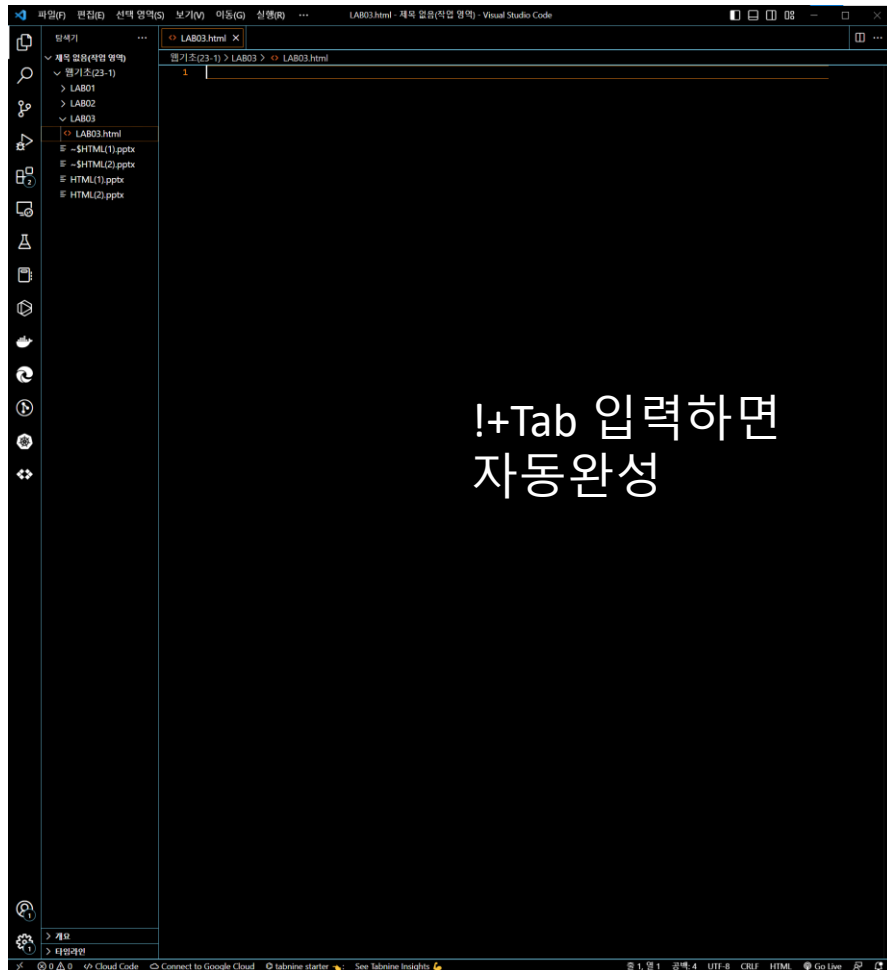 파일(F) 편집(E) 선택 영역(S) 보기(V) 이동(G) 실행(R) ··· LAB03.html - 제목 없음(작업 영역) - Visual Studio Code
탐색기 ···
LAB03.html
제목 없음(작업 영역)
웹기초(23-1) > LAB03 > LAB03.html
웹기초(23-1)
1
LAB01
LAB02
LAB03
LAB03.html
~$HTML(1).pptx
~$HTML(2).pptx
HTML(1).pptx
HTML(2).pptx
2
!+Tab 입력하면
자동완성
1
개요
1
타임라인
0 0 Cloud Code Connect to Google Cloud tabnine starter See Tabnine Insights 줄 1, 열 1 공백: 4 UTF-8 CRLF HTML Go Live